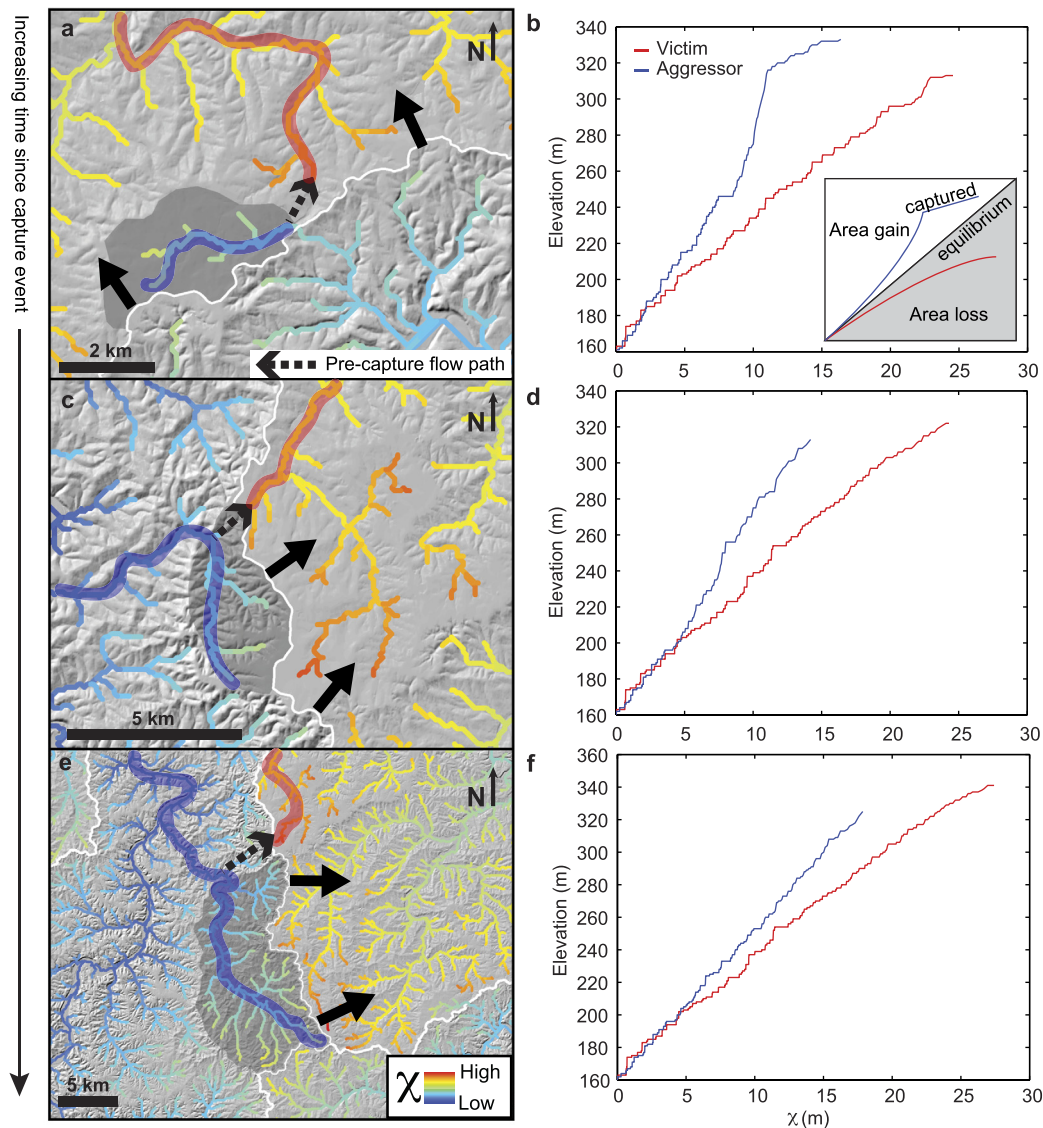 Increasing time since capture event
a
N
2 km
Pre-capture flow path
b
340
320
300
280
260
240
220
200
180
160
Elevation (m)
Victim
Aggressor
captured
Area gain
equilibrium
Area loss
0 5 10 15 20 25 30
c
N
5 km
d
340
320
300
280
260
240
220
200
180
160
Elevation (m)
0 5 10 15 20 25 30
e
N
5 km
χ High
Low
f
360
340
320
300
280
260
240
220
200
180
160
Elevation (m)
0 5 10 15 20 25 30
χ (m)